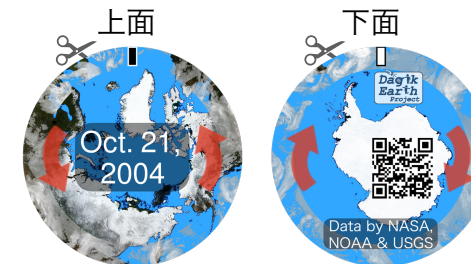 上面
下面
Oct. 21,
2004
Dagik
Earth
Project
Data by NASA,
NOAA & USGS